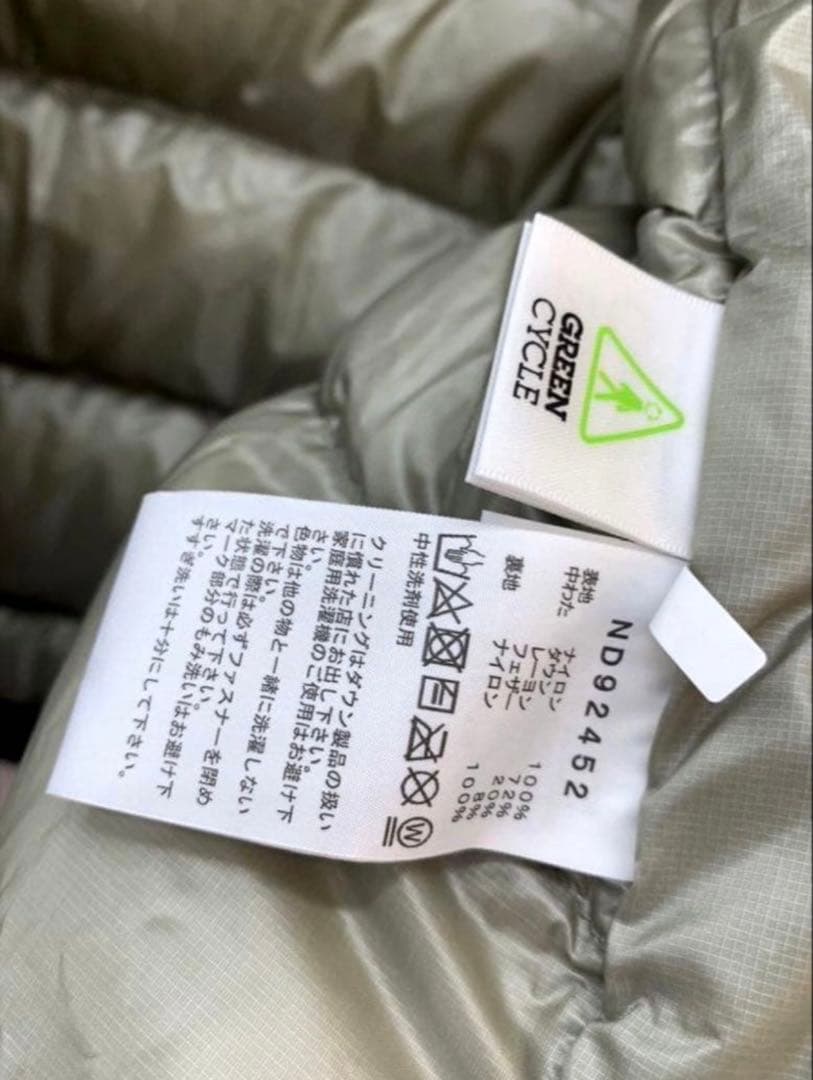 GREEN
CYCLE
ND92452
表地 ナイロン 100%
中わた ダウン 72%
レーヨン 20%
フェザー 8%
裏地 ナイロン 100%
W
中性洗剤使用
クリーニングはダウン製品の扱い
に慣れた店にお出し下さい。
家庭用洗濯機のご使用はお避け下
さい。
色物は他の物と一緒に洗濯しない
で下さい。
洗濯の際は必ずファスナーを閉め
た状態で行って下さい。
マーク部分のもみ洗いはお避け下
さい。
すすぎ洗いは十分にして下さい。